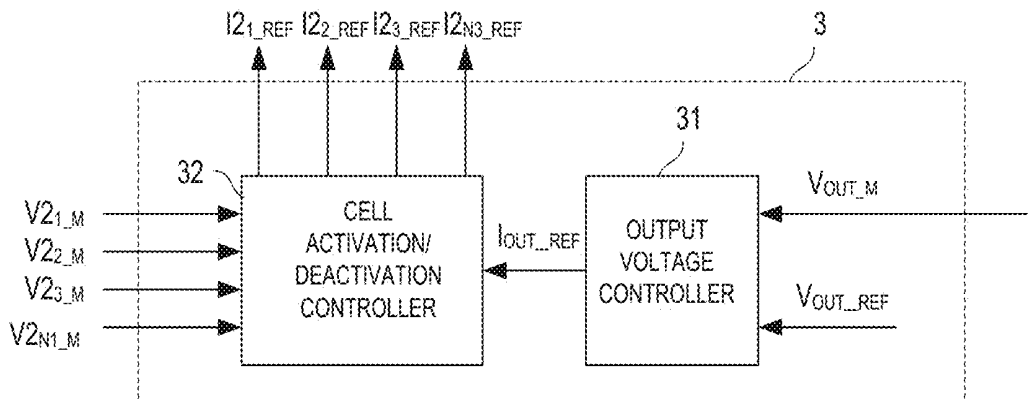 I2₁_REF I2₂_REF I2₃_REF I2N3_REF
3
32
31
V2₁_M
V2₂_M
V2₃_M
V2N1_M
CELL
ACTIVATION/
DEACTIVATION
CONTROLLER
IOUT_REF
OUTPUT
VOLTAGE
CONTROLLER
VOUT_M
VOUT_REF